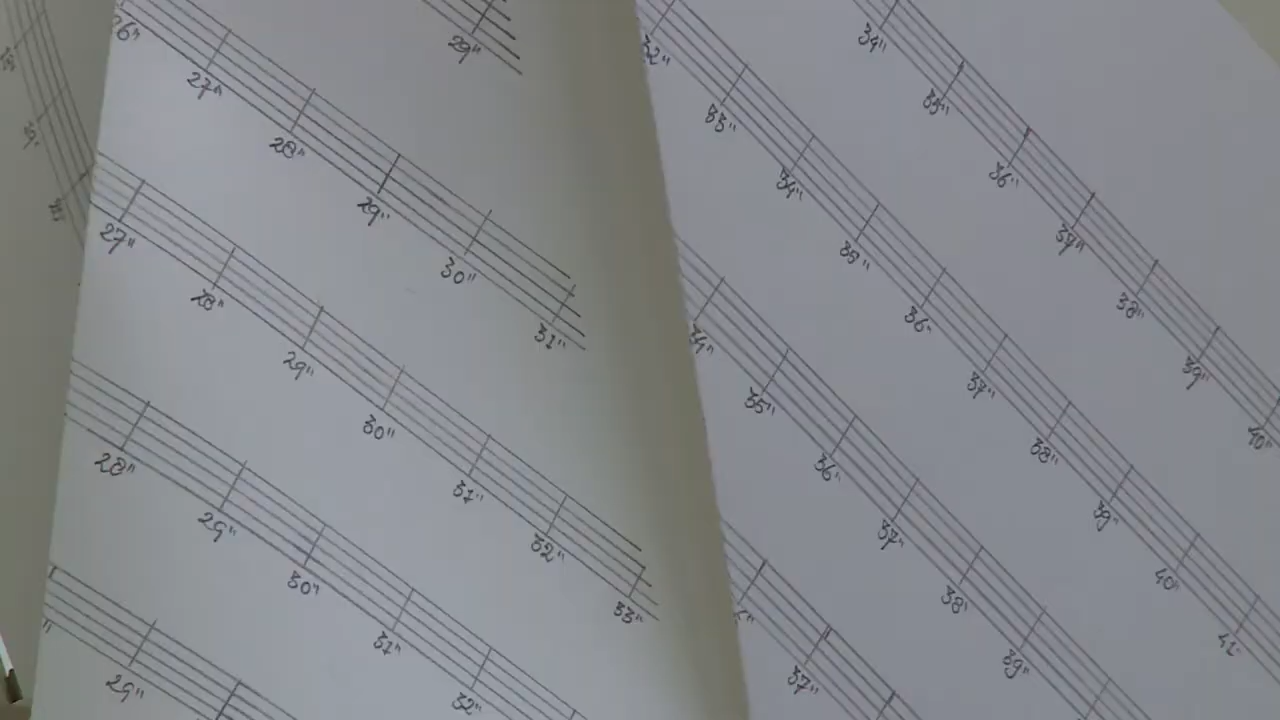 29"
27" 28" 29" 30" 31"
27" 28" 29" 30" 31" 32" 33"
28" 29" 30" 31" 32"
29"
34" 35" 36" 37" 38" 39" 40"
32" 33" 34" 35" 36" 37" 38" 39" 40" 41"
34" 35" 36" 37" 38" 39"
37"